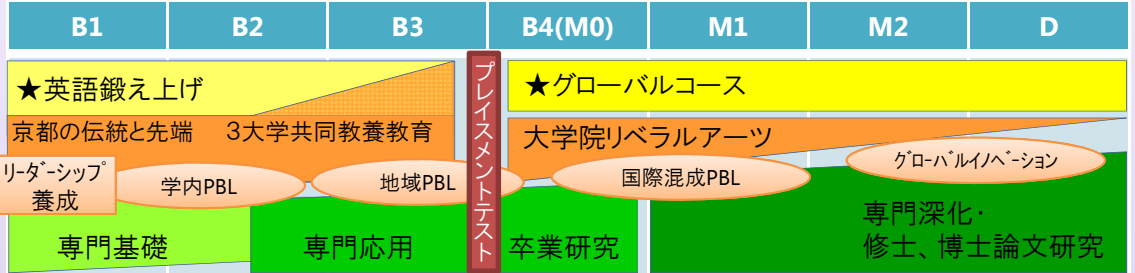 B1 B2 B3 B4(M0) M1 M2 D
★英語鍛え上げ
★グローバルコース
プレイスメントテスト
京都の伝統と先端 3大学共同教養教育
大学院リベラルアーツ
リーダーシップ
養成
学内PBL
地域PBL
国際混成PBL
グローバルイノベーション
専門基礎
専門応用
卒業研究
専門深化・
修士、博士論文研究